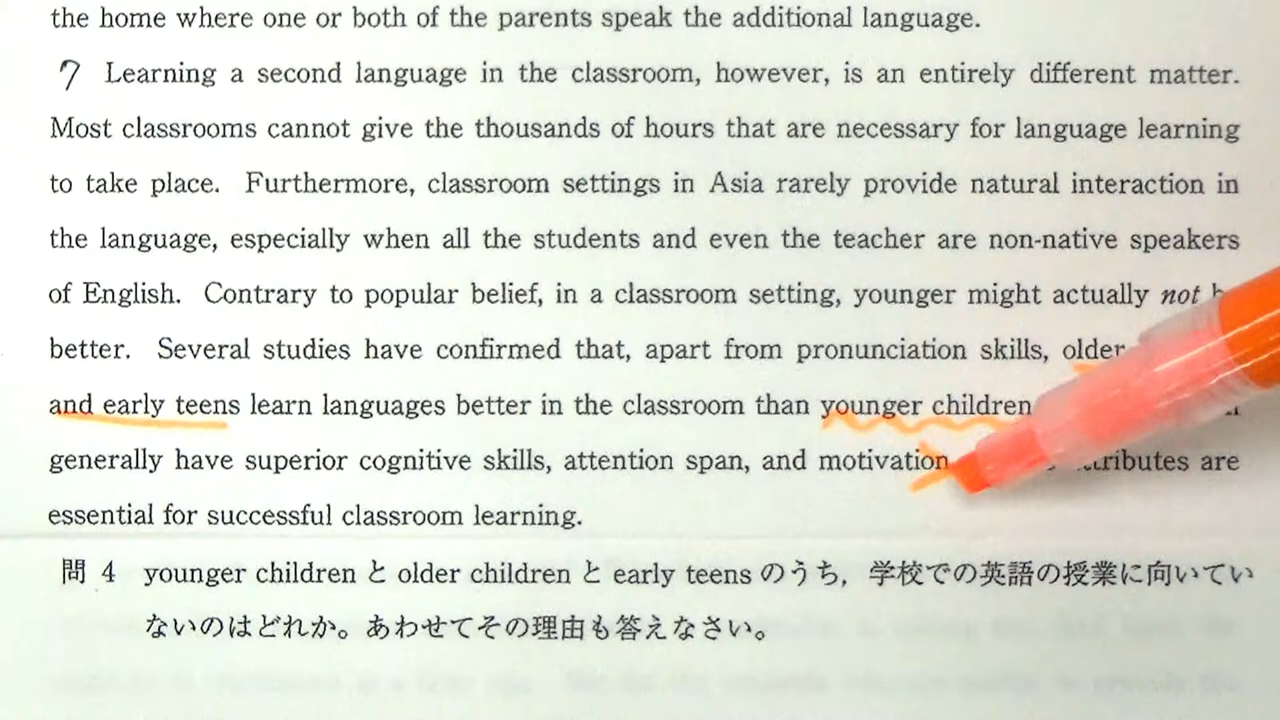 the home where one or both of the parents speak the additional language.
7 Learning a second language in the classroom, however, is an entirely different matter.
Most classrooms cannot give the thousands of hours that are necessary for language learning
to take place. Furthermore, classroom settings in Asia rarely provide natural interaction in
the language, especially when all the students and even the teacher are non-native speakers
of English. Contrary to popular belief, in a classroom setting, younger might actually not
better. Several studies have confirmed that, apart from pronunciation skills, older
and early teens learn languages better in the classroom than younger children
generally have superior cognitive skills, attention span, and motivation are
essential for successful classroom learning.
問 4 younger children と older children と early teens のうち，学校での英語の授業に向いてい
ないのはどれか。あわせてその理由も答えなさい。